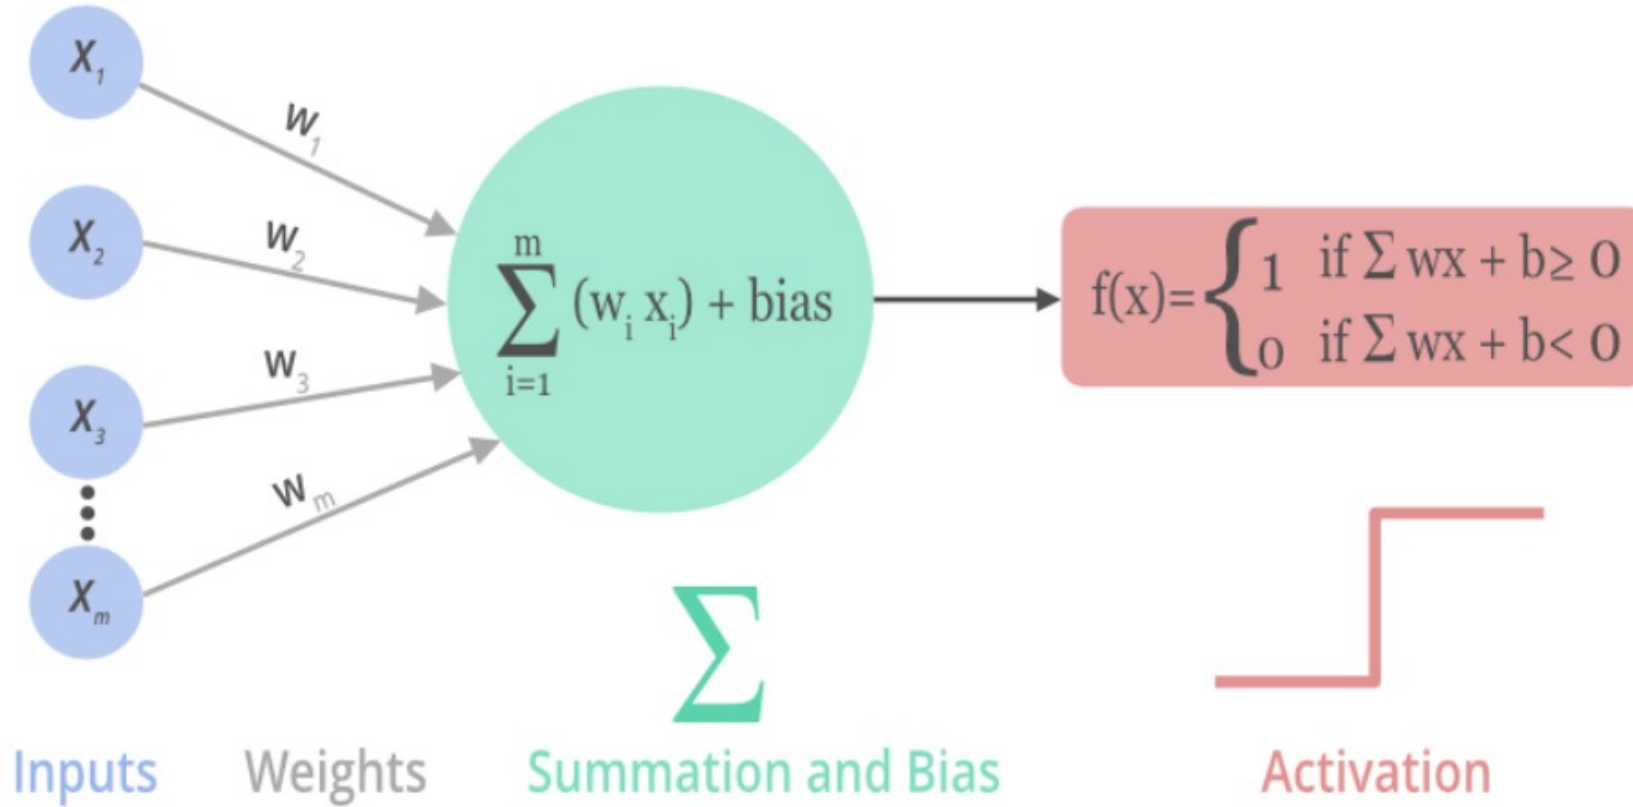 X1
X2
X3
Xm
W1
W2
W3
Wm
m
∑ (wi xi) + bias
i=1
f(x)= { 1 if ∑ wx + b≥ 0
0 if ∑ wx + b< 0
∑
Inputs Weights Summation and Bias Activation